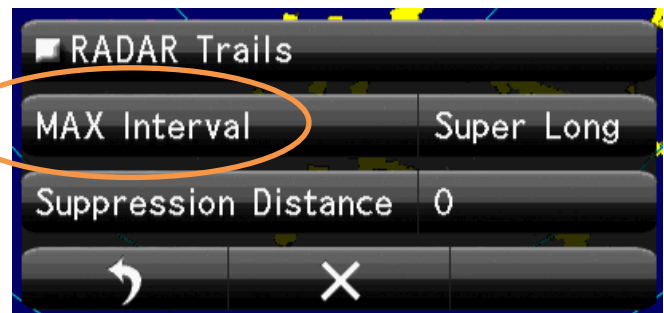 RADAR Trails
MAX Interval Super Long
Suppression Distance 0